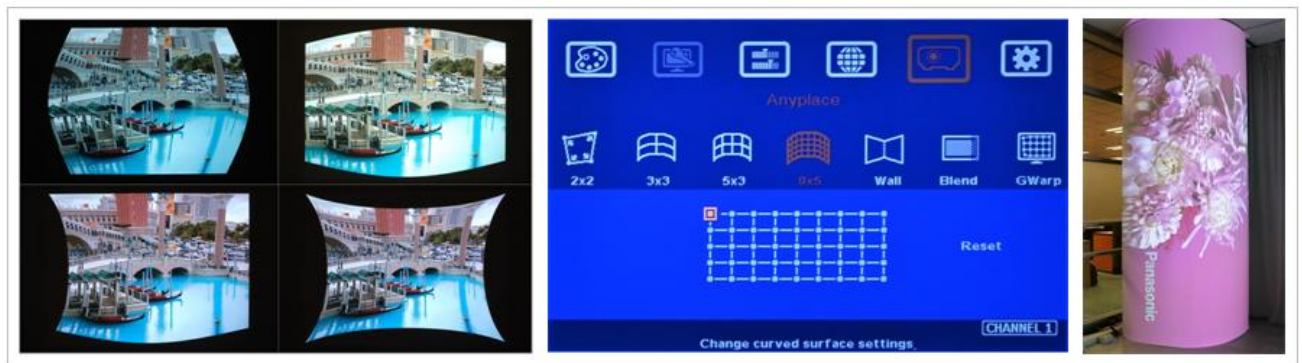 Anyplace
2x2 3x3 5x3 9x5 Wall Blend GWarp
Reset
CHANNEL 1
Change curved surface settings.
Panasonic